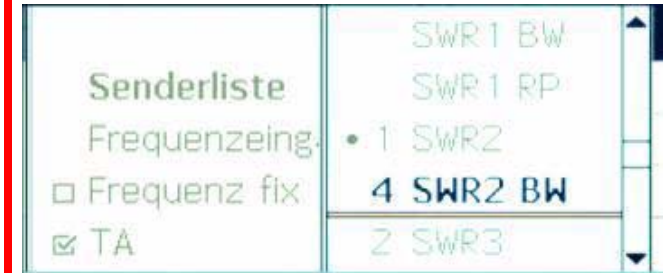 Senderliste
Frequenzeing.
Frequenz fix
TA
SWR1 BW
SWR1 RP
• 1 SWR2
4 SWR2 BW
2 SWR3